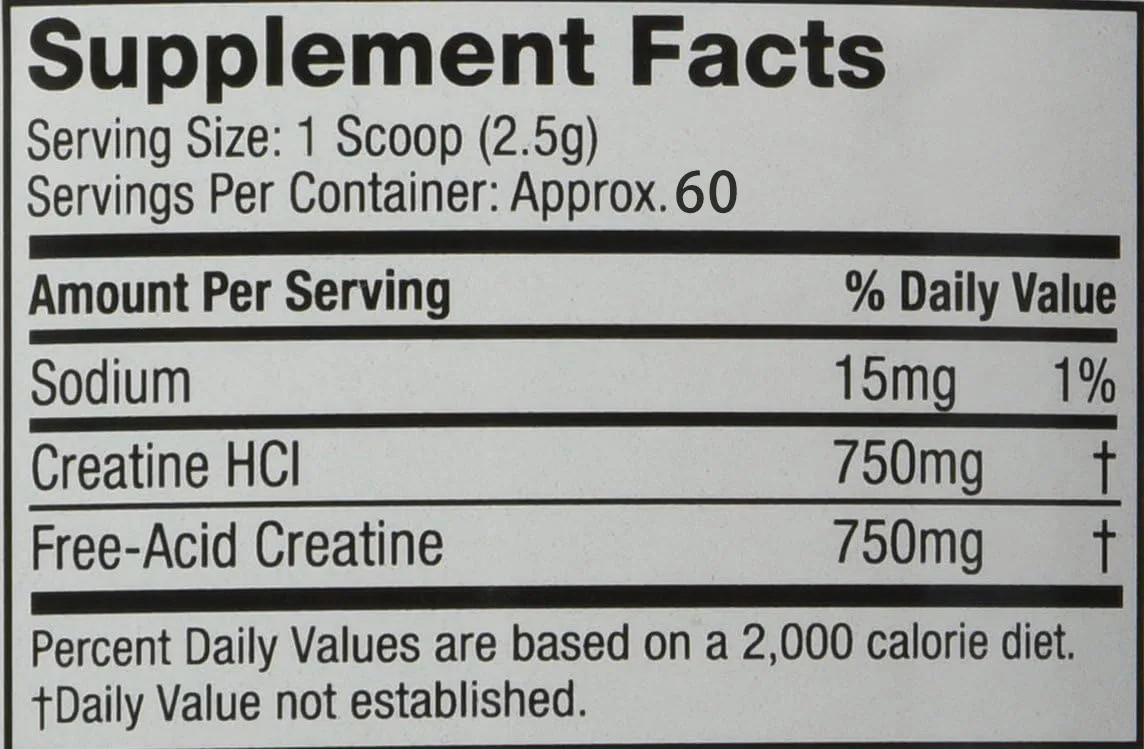 Supplement Facts
Serving Size: 1 Scoop (2.5g)
Servings Per Container: Approx. 60
Amount Per Serving % Daily Value
Sodium 15mg 1%
Creatine HCl 750mg †
Free-Acid Creatine 750mg †
Percent Daily Values are based on a 2,000 calorie diet.
†Daily Value not established.